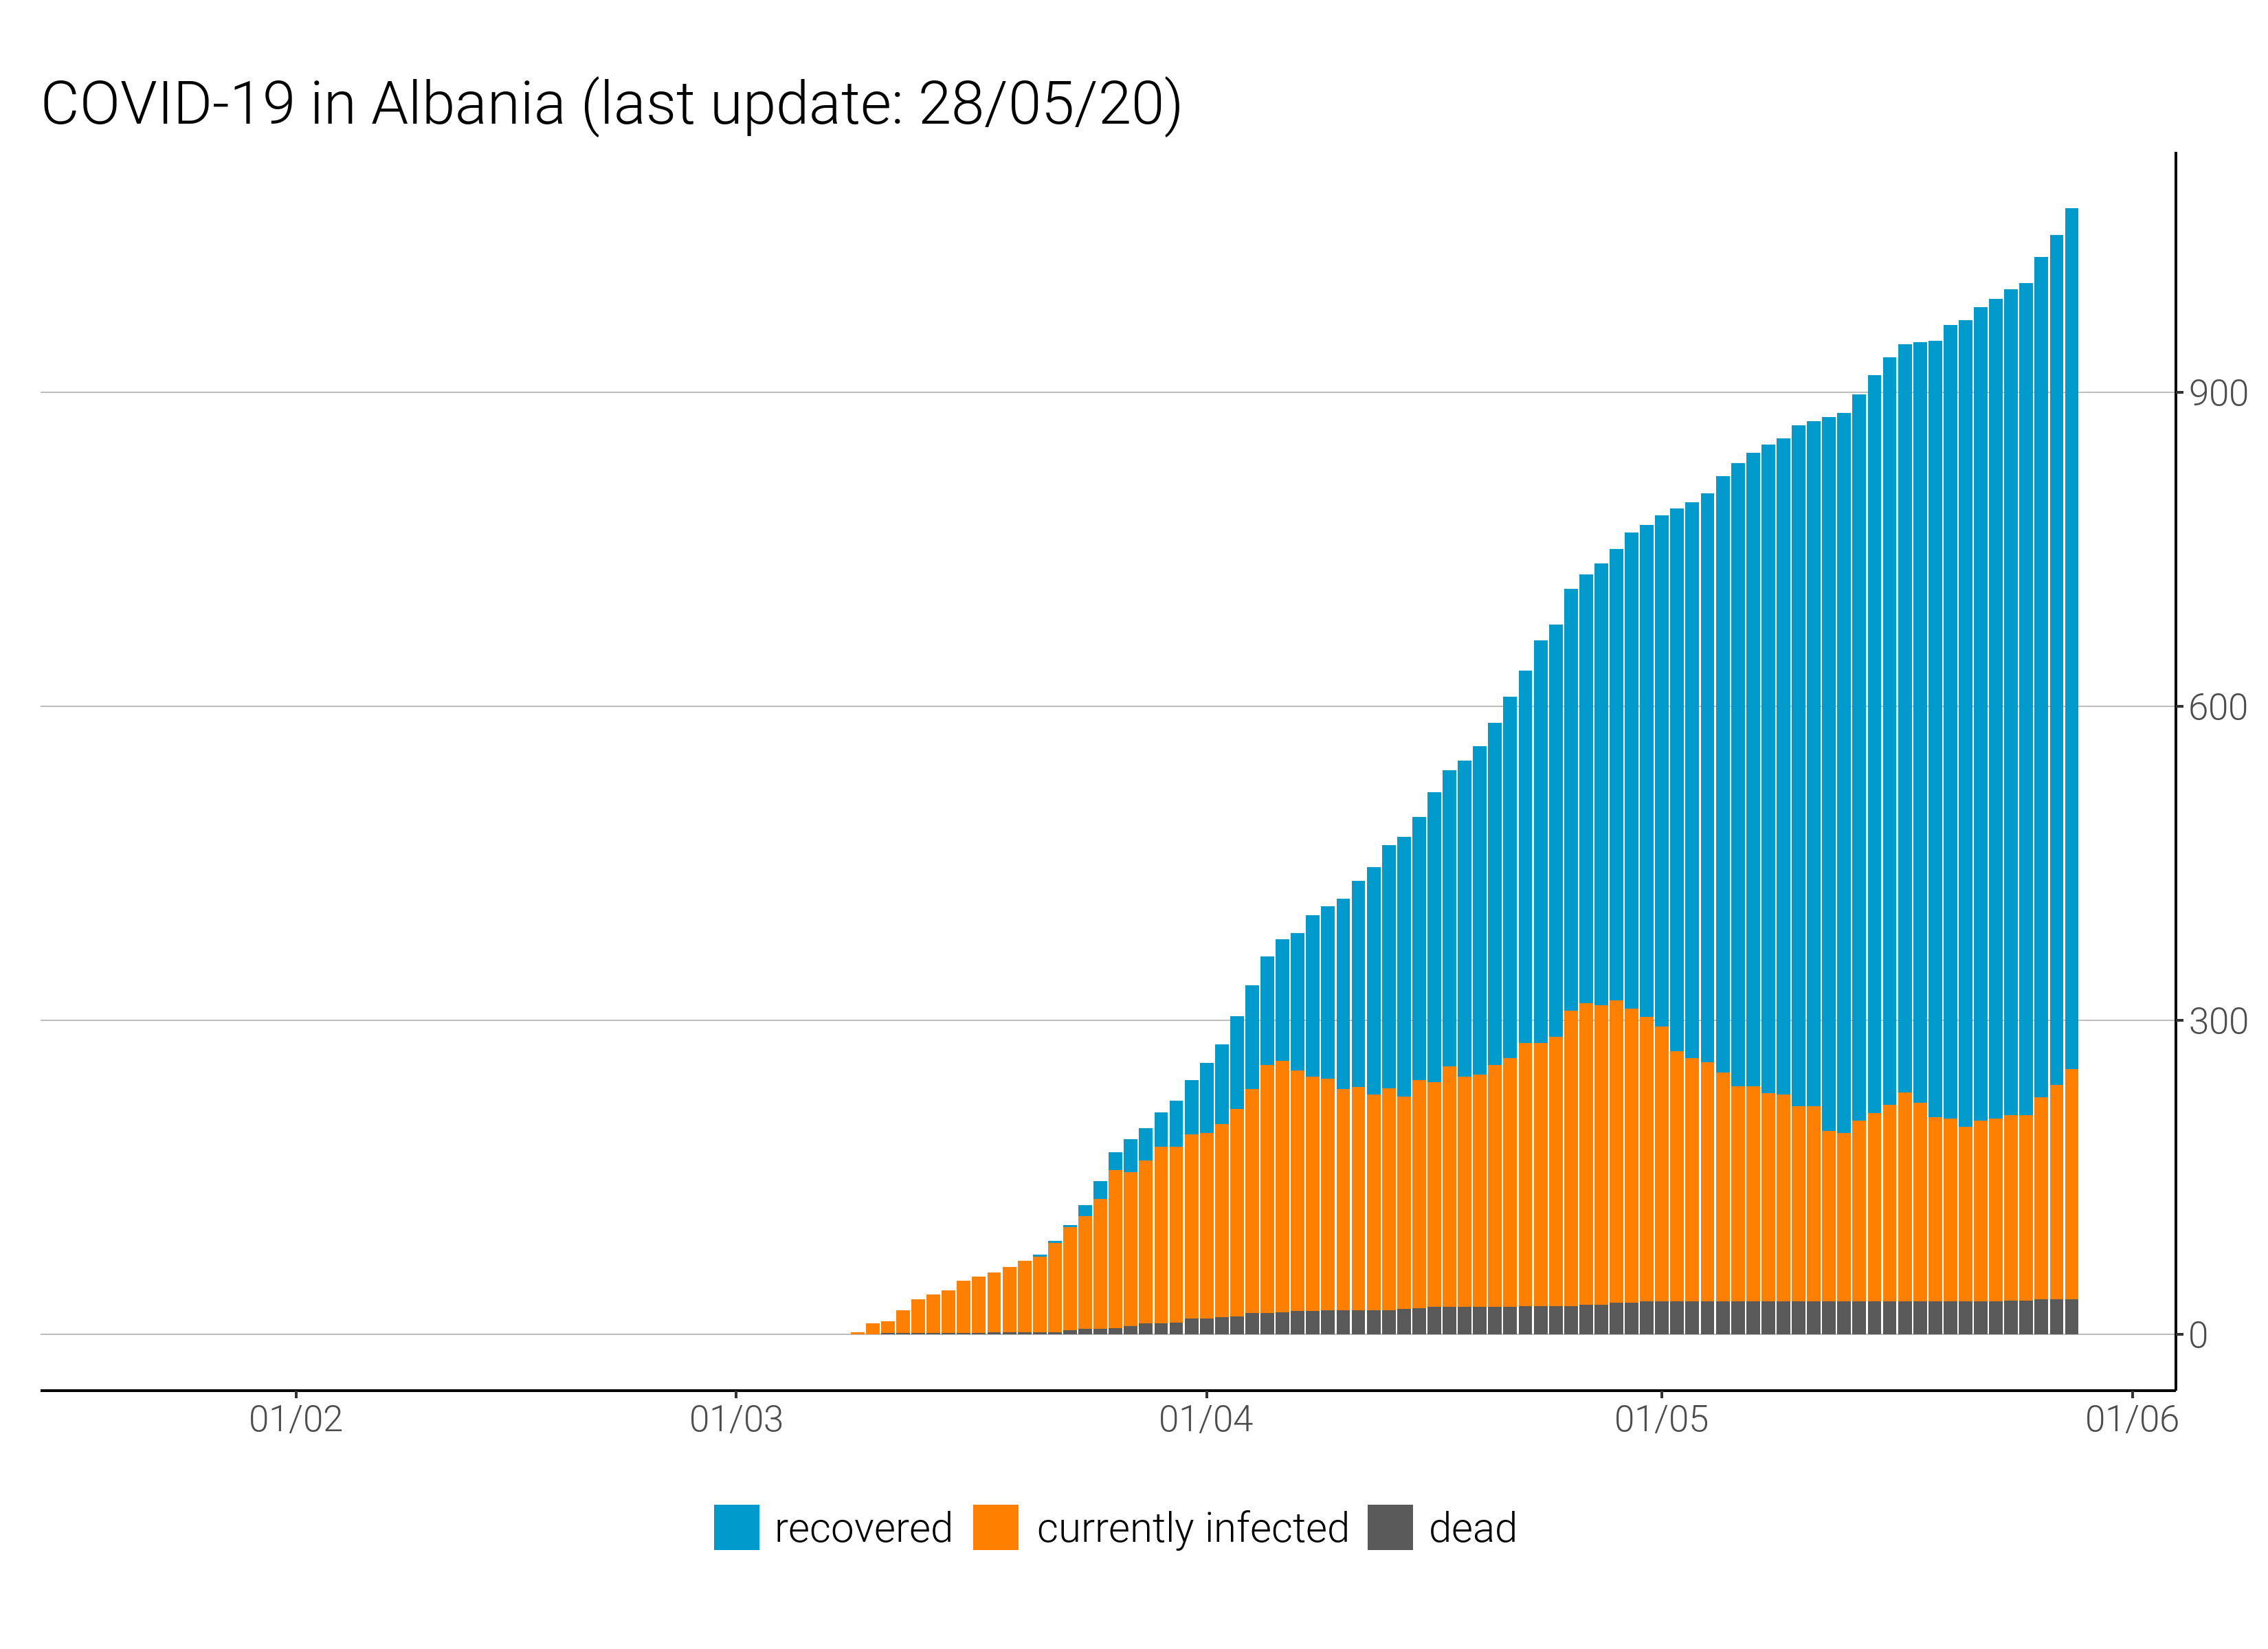 COVID-19 in Albania (last update: 28/05/20)
900
600
300
0
01/02 01/03 01/04 01/05 01/06
recovered currently infected dead